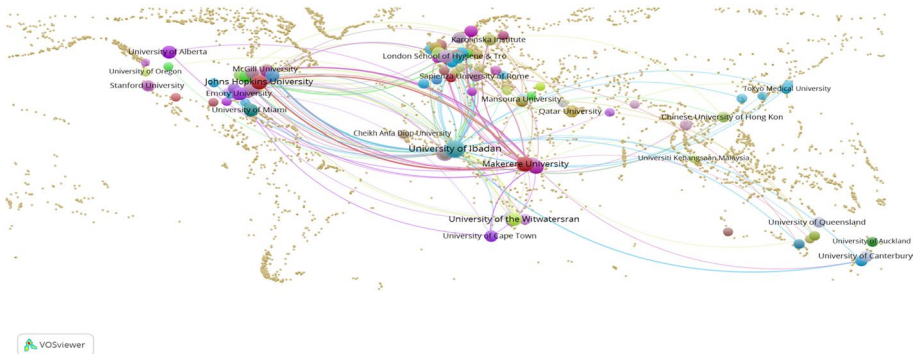 University of Alberta
University of Oregon
Stanford University
McGill University
Johns Hopkins University
Emory University
University of Miami
Karolinska Institute
London School of Hygiene & Tro
Sapienza University of Rome
Mansoura University
Qatar University
Tokyo Medical University
Chinese University of Hong Kon
Cheikh Anta Diop University
University of Ibadan
Makerere University
Universiti Kebangsaan Malaysia
University of the Witwatersran
University of Cape Town
University of Queensland
University of Auckland
University of Canterbury
VOSviewer